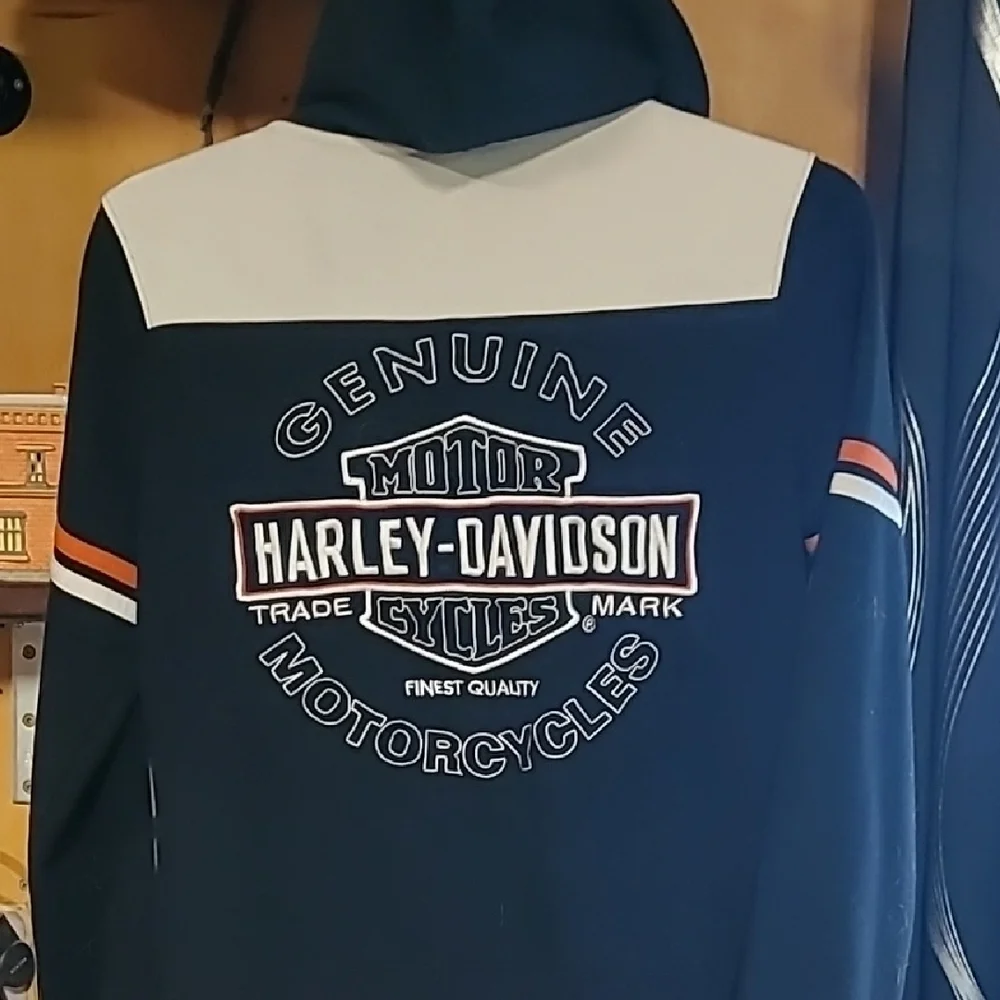 GENUINE
MOTOR
HARLEY-DAVIDSON
TRADE MARK
CYCLES
®
FINEST QUALITY
MOTORCYCLES